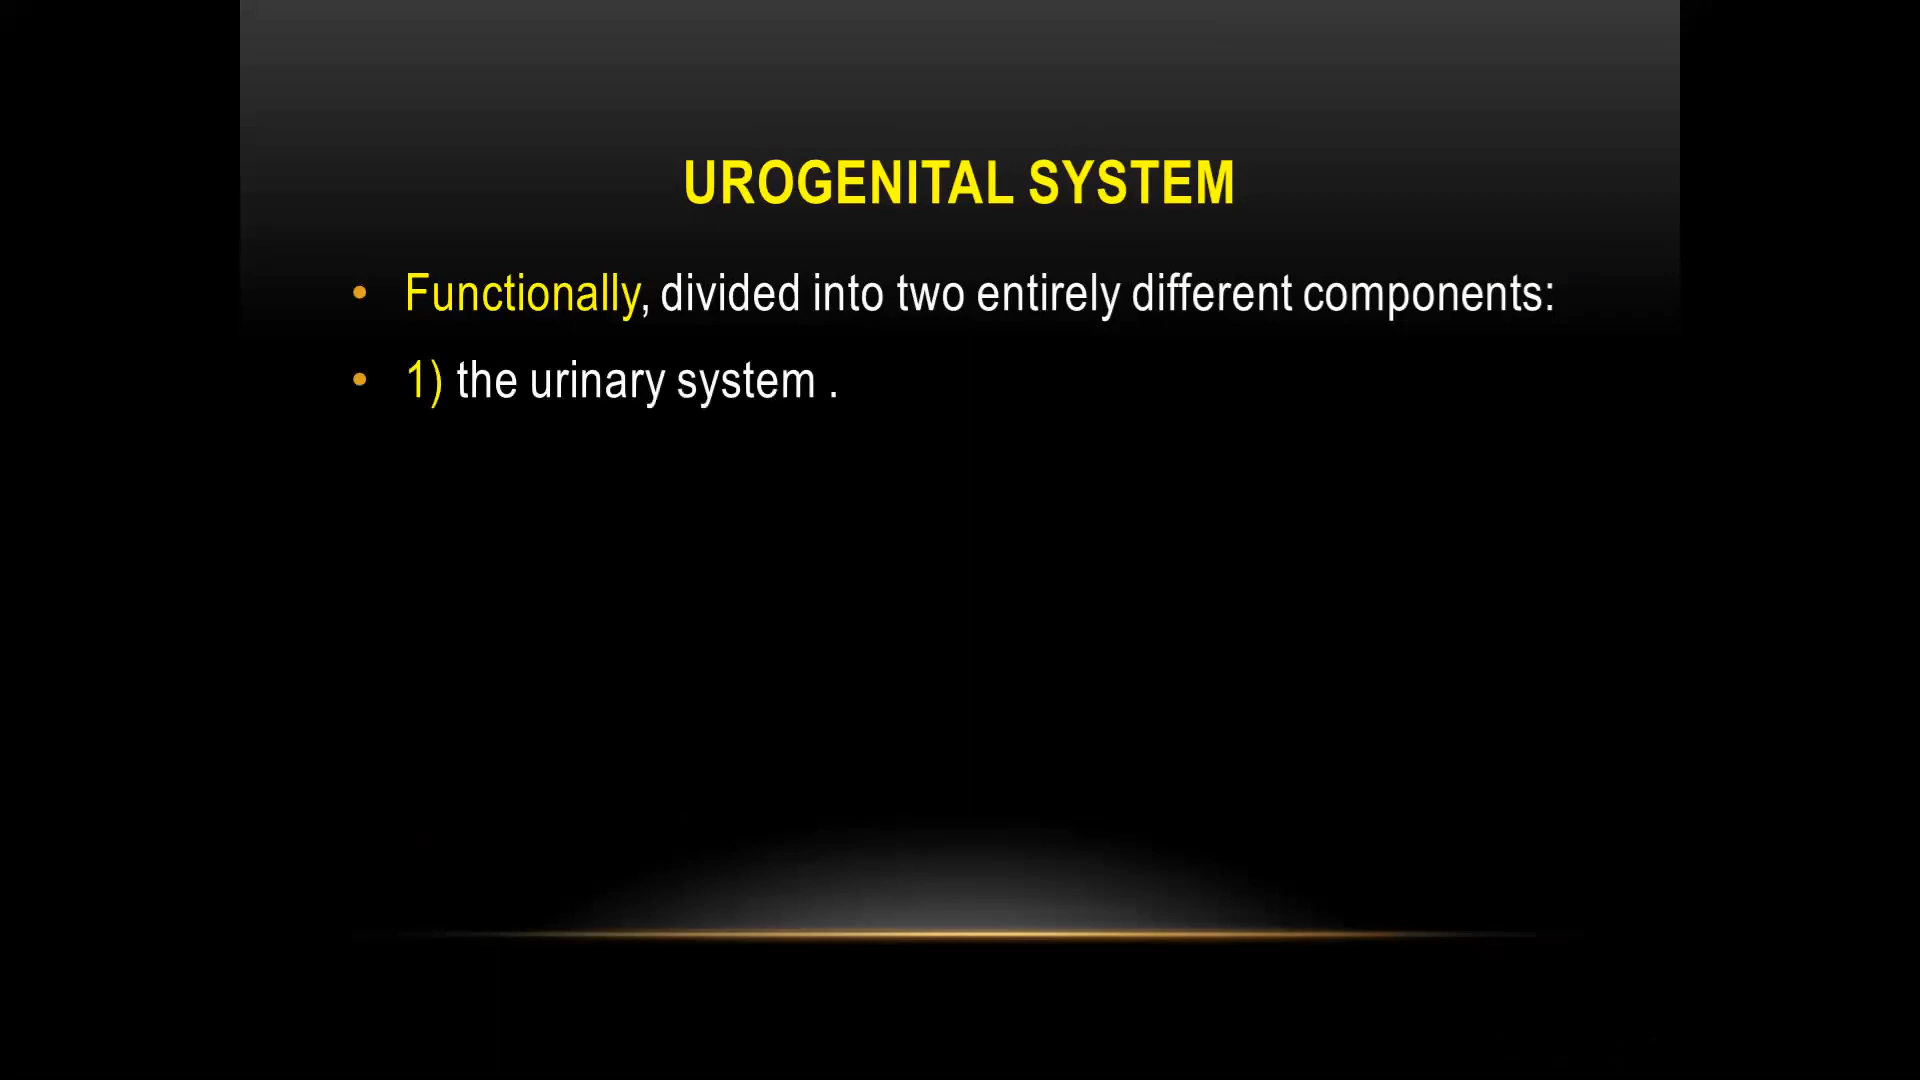 UROGENITAL SYSTEM
• Functionally, divided into two entirely different components:
• 1) the urinary system .